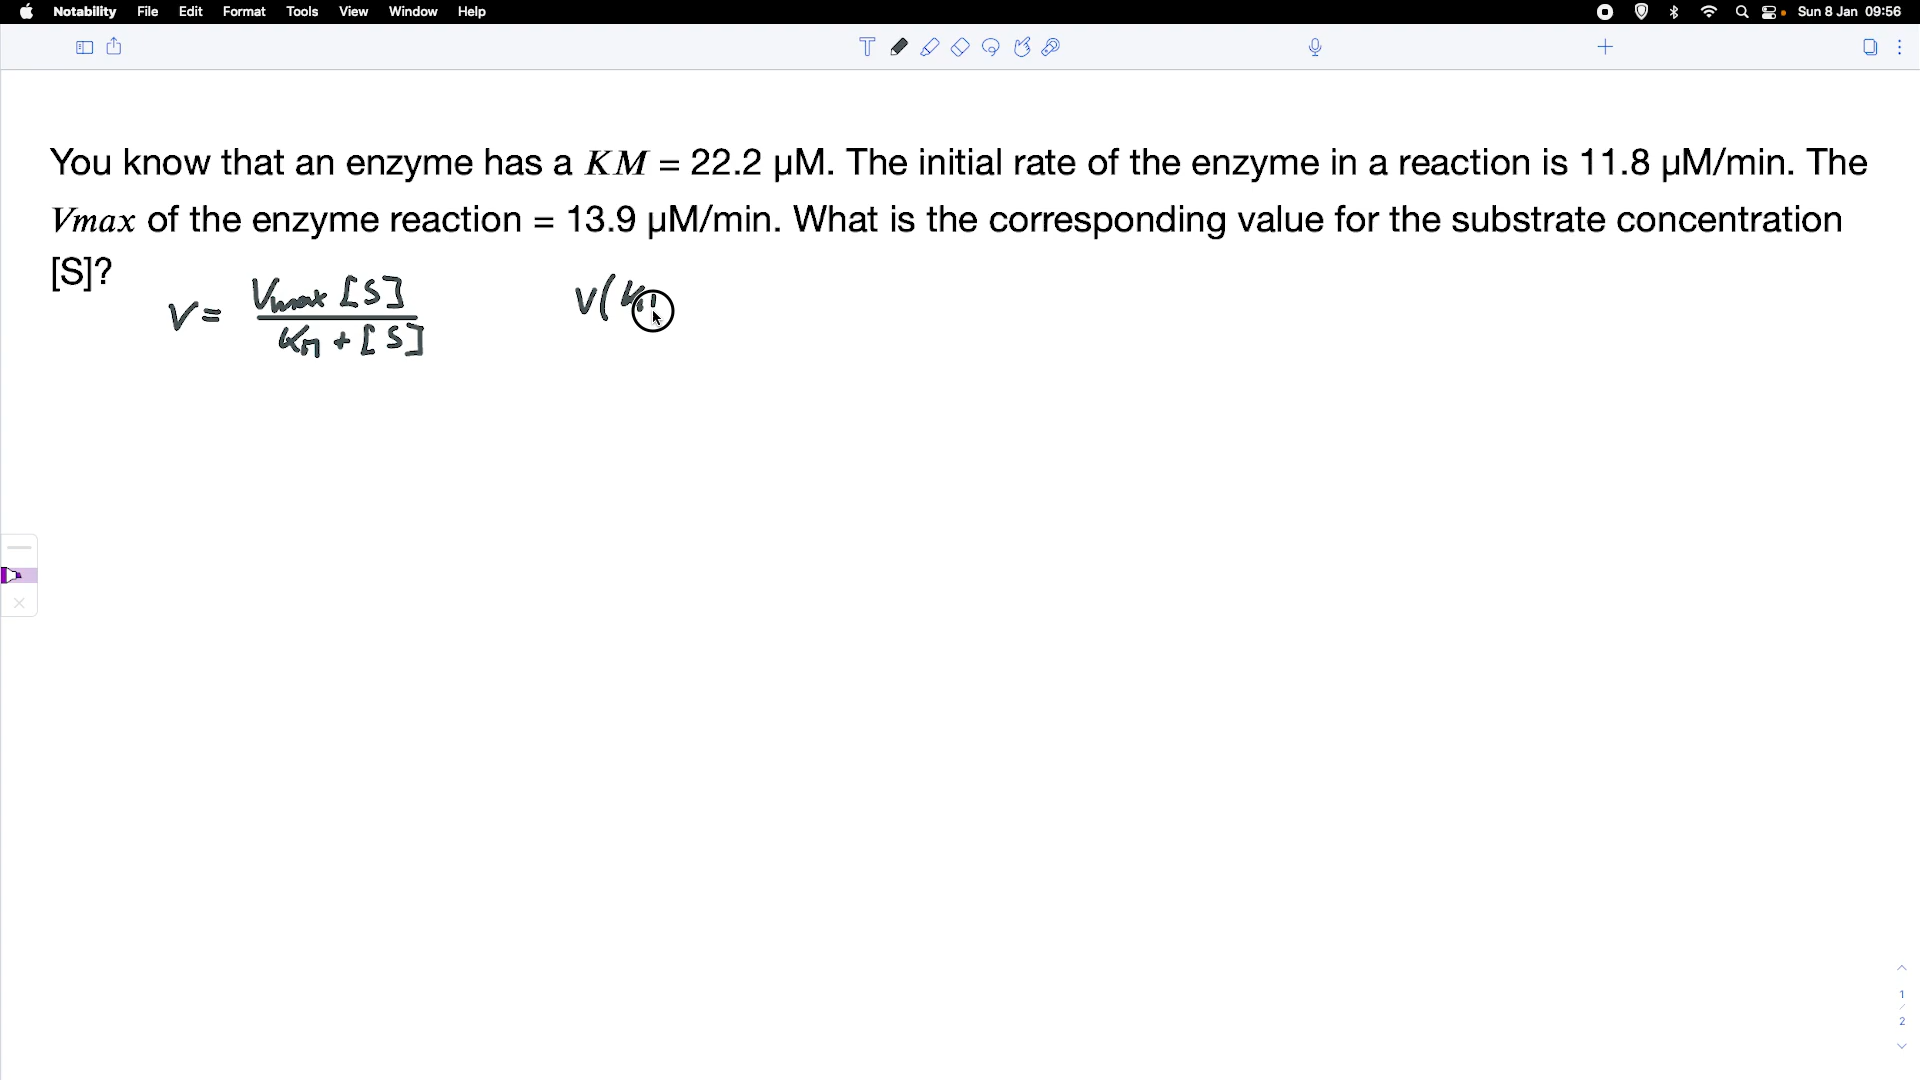 Notability File Edit Format Tools View Window Help Sun 8 Jan 09:56
You know that an enzyme has a KM = 22.2 µM. The initial rate of the enzyme in a reaction is 11.8 µM/min. The
Vmax of the enzyme reaction = 13.9 µM/min. What is the corresponding value for the substrate concentration
[S]?
V = Vmax [S]
KM + [S]
V(K
1
/
2